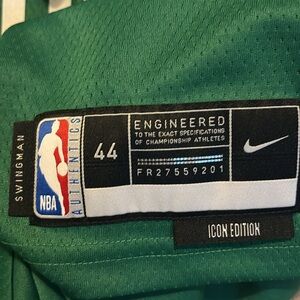 SWINGMAN
NBA
AUTHENTICS
44
ENGINEERED
TO THE EXACT SPECIFICATIONS
OF CHAMPIONSHIP ATHLETES
FR27559201
ICON EDITION